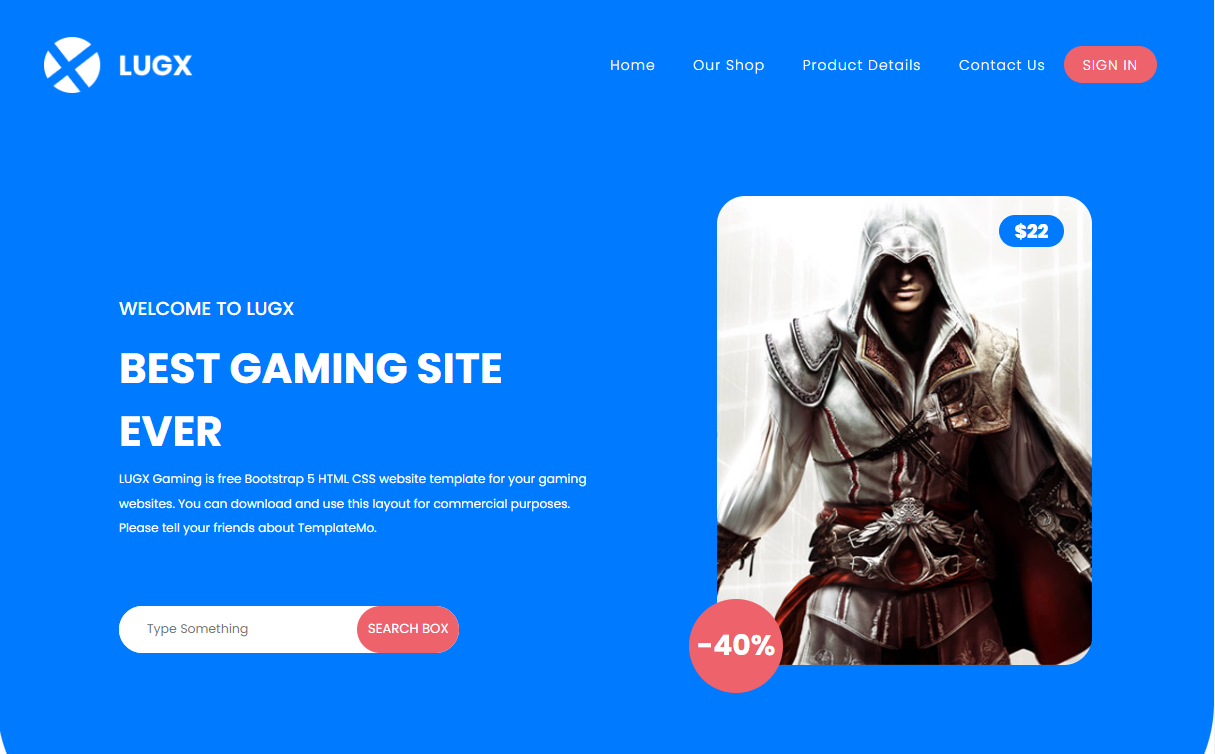 LUGX
Home
Our Shop
Product Details
Contact Us
SIGN IN
$22
WELCOME TO LUGX
BEST GAMING SITE
EVER
LUGX Gaming is free Bootstrap 5 HTML CSS website template for your gaming
websites. You can download and use this layout for commercial purposes.
Please tell your friends about TemplateMo.
Type Something
SEARCH BOX
-40%